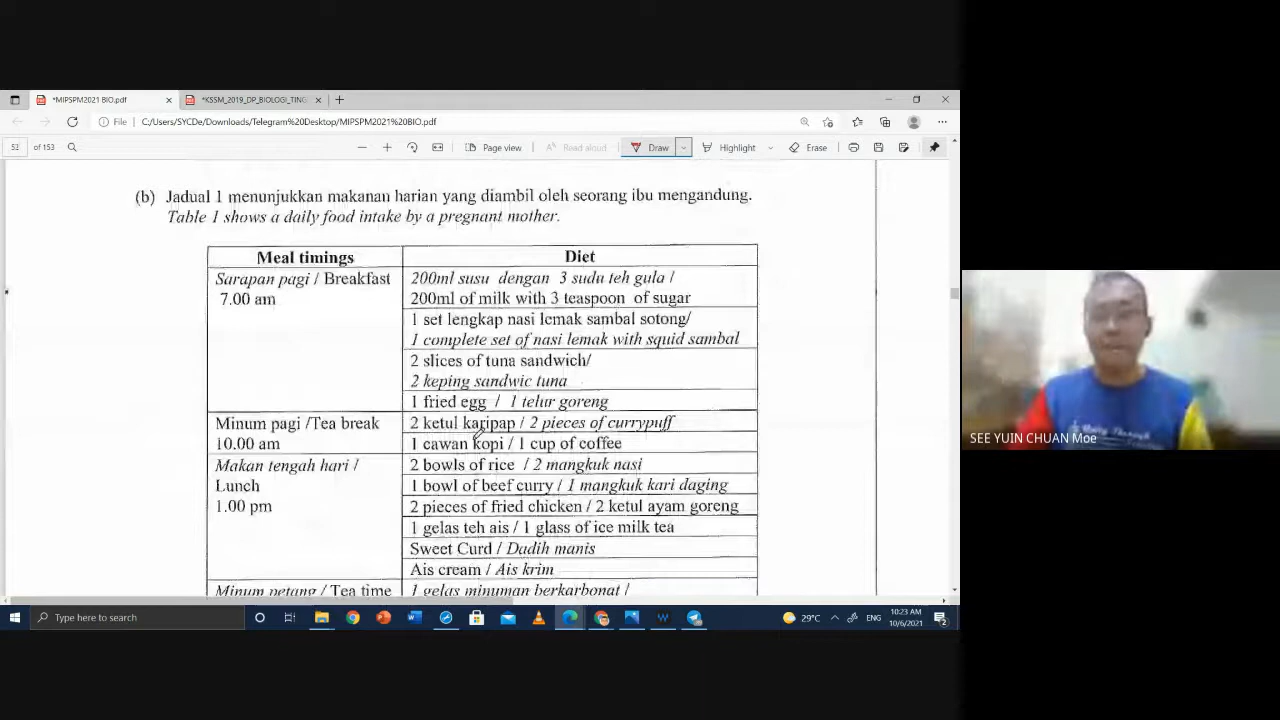 *MIPSPM2021 BIO.pdf
*KSSM_2019_DP_BIOLOGI_TING
File
C:/Users/SYCDe/Downloads/Telegram%20Desktop/MIPSPM2021%20BIO.pdf
53 of 153
Page view
Read aloud
Draw
Highlight
Erase
(b) Jadual 1 menunjukkan makanan harian yang diambil oleh seorang ibu mengandung.
Table 1 shows a daily food intake by a pregnant mother.
Meal timings
Diet
Sarapan pagi / Breakfast
7.00 am
200ml susu dengan 3 sudu teh gula /
200ml of milk with 3 teaspoon of sugar
1 set lengkap nasi lemak sambal sotong/
1 complete set of nasi lemak with squid sambal
2 slices of tuna sandwich/
2 keping sandwic tuna
1 fried egg / 1 telur goreng
Minum pagi /Tea break
10.00 am
2 ketul karipap / 2 pieces of currypuff
1 cawan kopi / 1 cup of coffee
Makan tengah hari /
Lunch
1.00 pm
2 bowls of rice / 2 mangkuk nasi
1 bowl of beef curry / 1 mangkuk kari daging
2 pieces of fried chicken / 2 ketul ayam goreng
1 gelas teh ais / 1 glass of ice milk tea
Sweet Curd / Dadih manis
Ais cream / Ais krim
Minum petang / Tea time
1 gelas minuman berkarbonat /
SEE YUIN CHUAN Moe
Type here to search
29°C
ENG
10:23 AM
10/6/2021
2